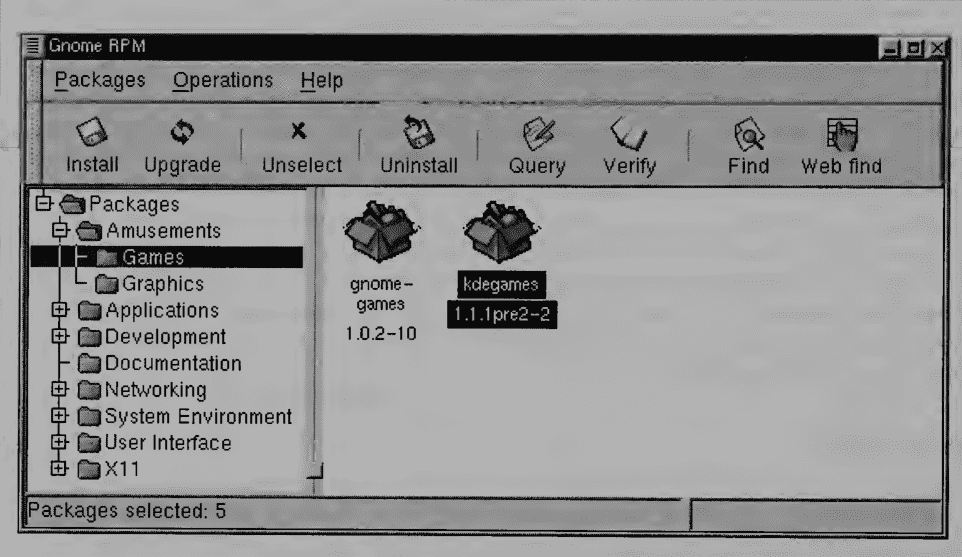 Gnome RPM
Packages Operations Help
Install Upgrade Unselect Uninstall Query Verify Find Web find
Packages
Amusements
Games
Graphics
Applications
Development
Documentation
Networking
System Environment
User Interface
X11
gnome-
games
1.0.2-10
kdegames
1.1.1pre2-2
Packages selected: 5